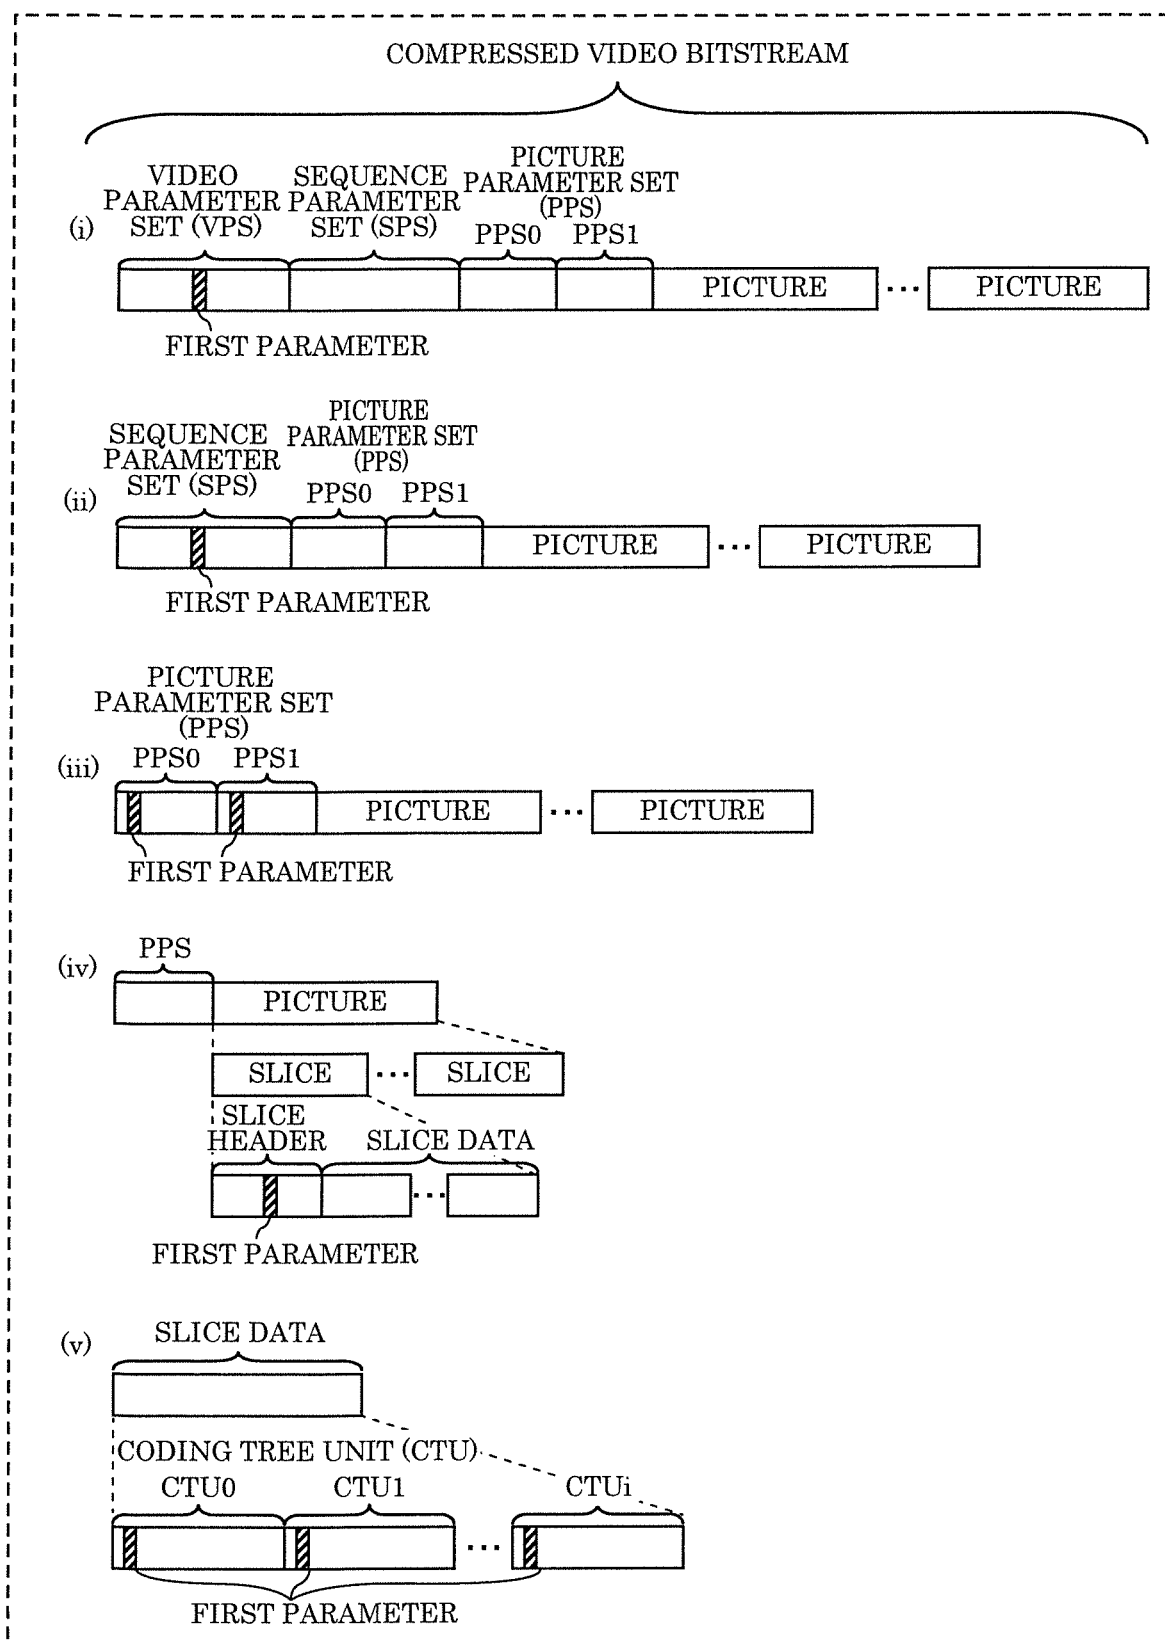 COMPRESSED VIDEO BITSTREAM
(i)
VIDEO
PARAMETER
SET (VPS)
SEQUENCE
PARAMETER
SET (SPS)
PICTURE
PARAMETER SET
(PPS)
PPS0 PPS1
PICTURE ... PICTURE
FIRST PARAMETER
(ii)
SEQUENCE
PARAMETER
SET (SPS)
PICTURE
PARAMETER SET
(PPS)
PPS0 PPS1
PICTURE ... PICTURE
FIRST PARAMETER
(iii)
PICTURE
PARAMETER SET
(PPS)
PPS0 PPS1
PICTURE ... PICTURE
FIRST PARAMETER
(iv)
PPS
PICTURE
SLICE ... SLICE
SLICE
HEADER
SLICE DATA
...
FIRST PARAMETER
(v)
SLICE DATA
CODING TREE UNIT (CTU)
CTU0 CTU1 CTUi
...
FIRST PARAMETER